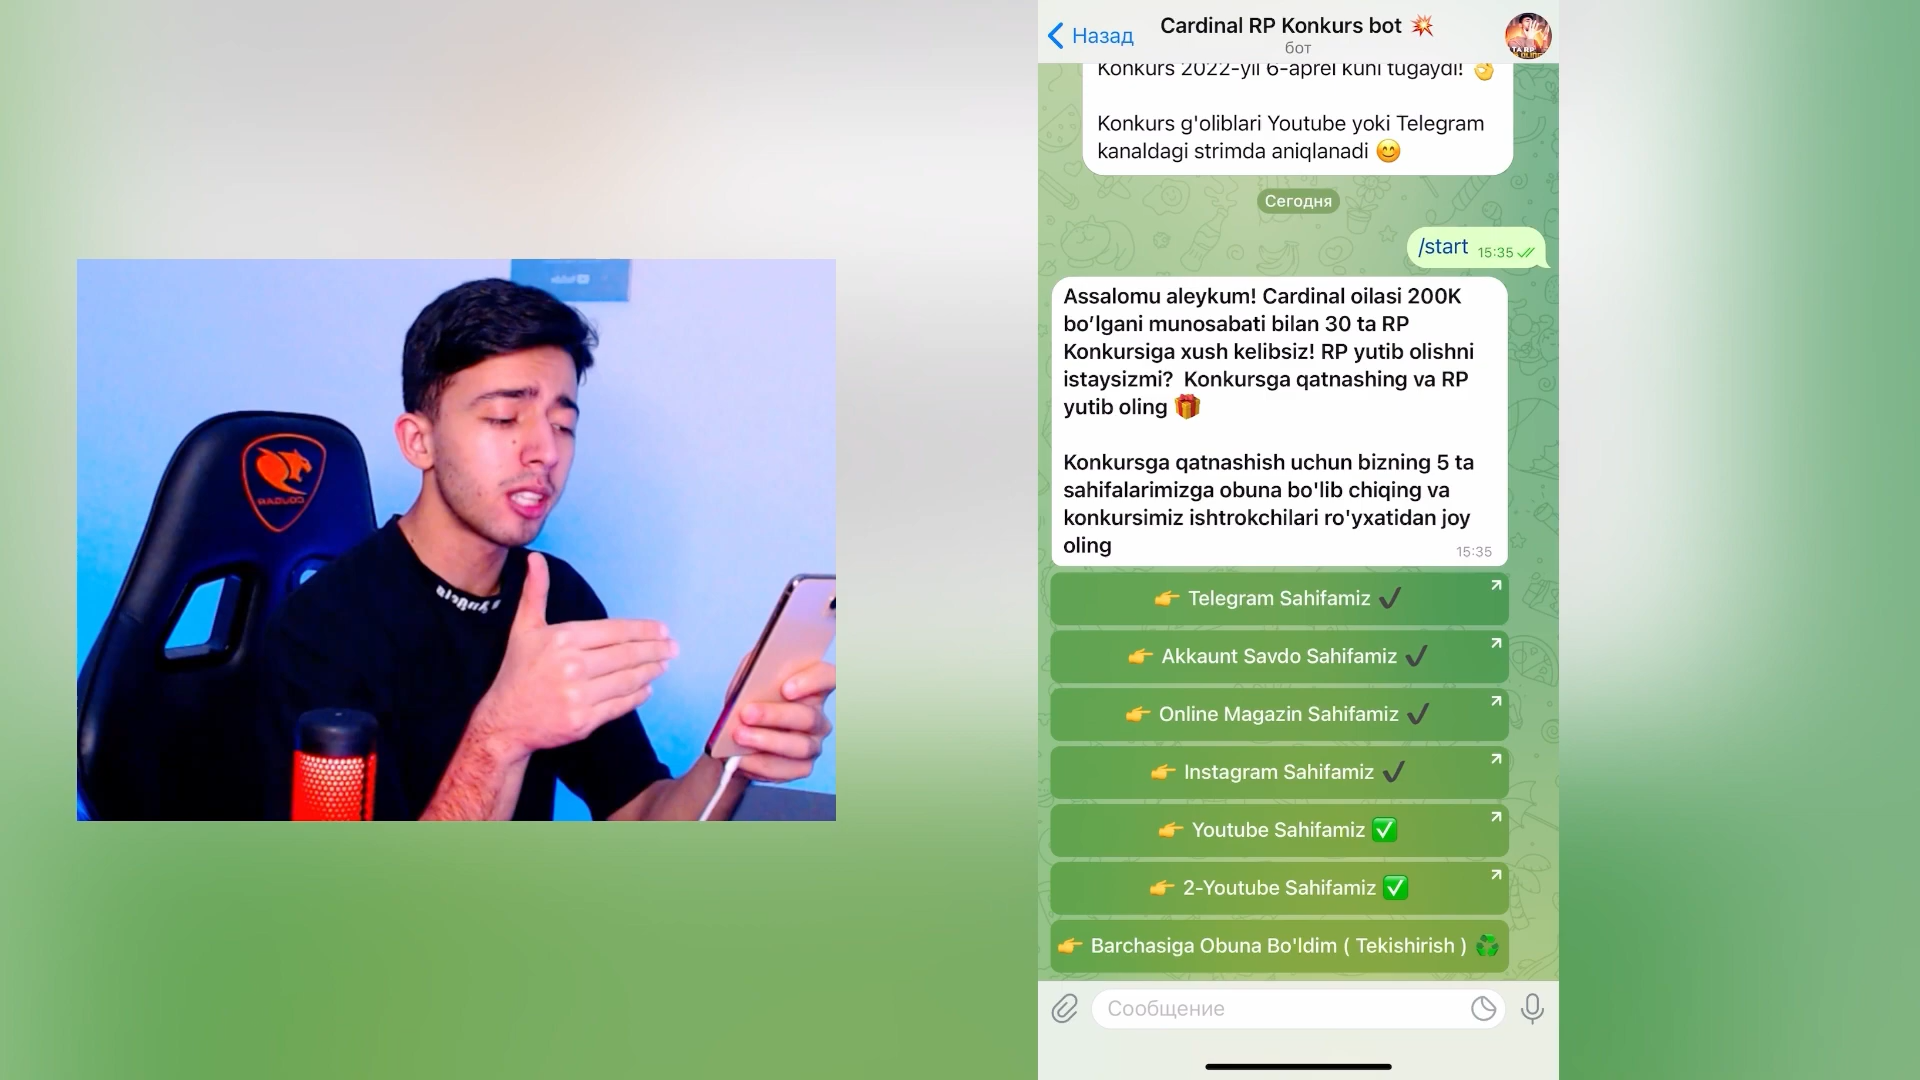 Назад
Cardinal RP Konkurs bot 💥
бот
Konkurs 2022-yil 6-aprel kuni tugaydi! 👌
Konkurs g'oliblari Youtube yoki Telegram
kanaldagi strimda aniqlanadi 😊
Сегодня
/start 15:35
Assalomu aleykum! Cardinal oilasi 200K
bo’lgani munosabati bilan 30 ta RP
Konkursiga xush kelibsiz! RP yutib olishni
istaysizmi? Konkursga qatnashing va RP
yutib oling 🎁
Konkursga qatnashish uchun bizning 5 ta
sahifalarimizga obuna bo'lib chiqing va
konkursimiz ishtrokchilari ro'yxatidan joy
oling
15:35
👉 Telegram Sahifamiz ✔
👉 Akkaunt Savdo Sahifamiz ✔
👉 Online Magazin Sahifamiz ✔
👉 Instagram Sahifamiz ✔
👉 Youtube Sahifamiz ✅
👉 2-Youtube Sahifamiz ✅
👉 Barchasiga Obuna Bo'ldim ( Tekishirish ) ♻
Сообщение
COUGAR